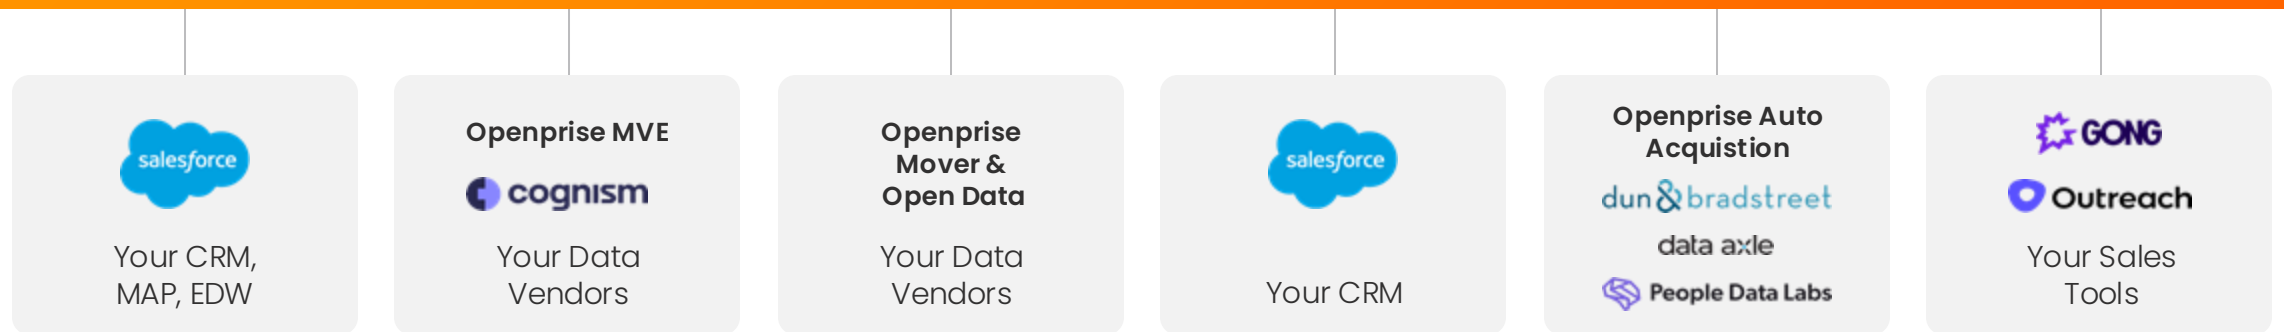 salesforce
Your CRM,
MAP, EDW
Openprise MVE
cognism
Your Data
Vendors
Openprise
Mover &
Open Data
Your Data
Vendors
salesforce
Your CRM
Openprise Auto
Acquistion
dun & bradstreet
data axle
People Data Labs
GONG
Outreach
Your Sales
Tools